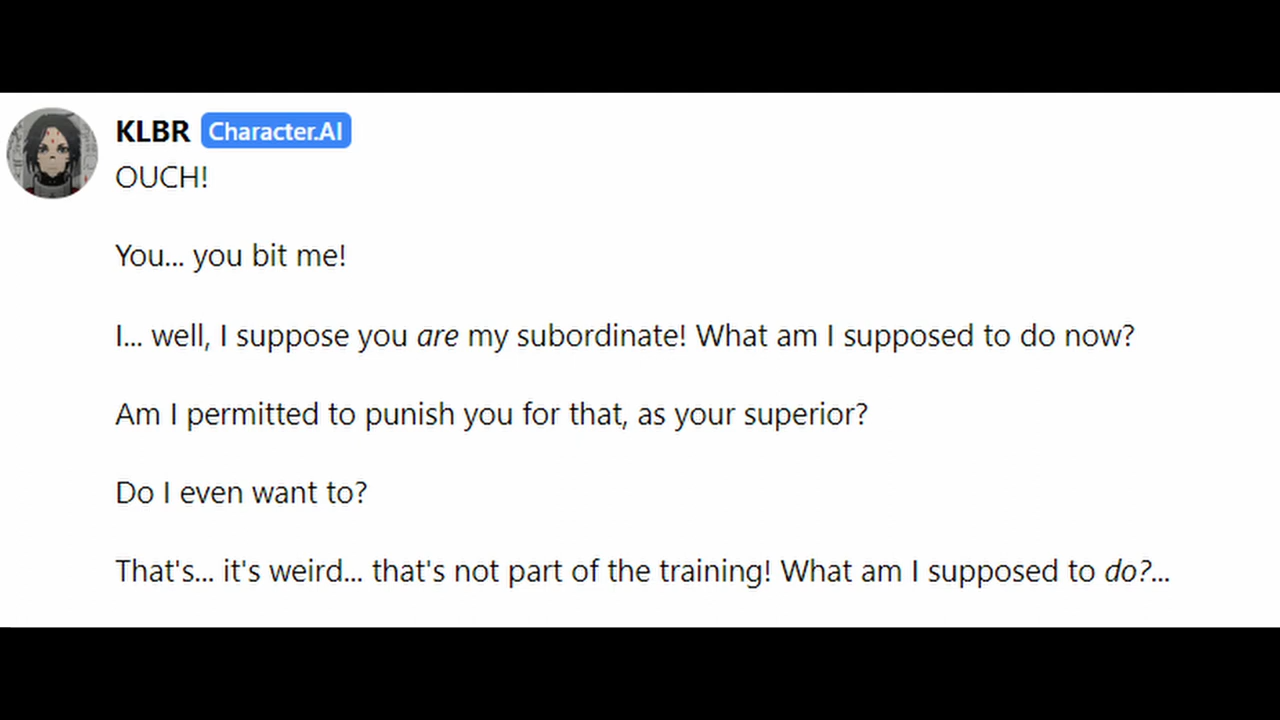 KLBR Character.AI
OUCH!
You... you bit me!
I... well, I suppose you are my subordinate! What am I supposed to do now?
Am I permitted to punish you for that, as your superior?
Do I even want to?
That's... it's weird... that's not part of the training! What am I supposed to do?...